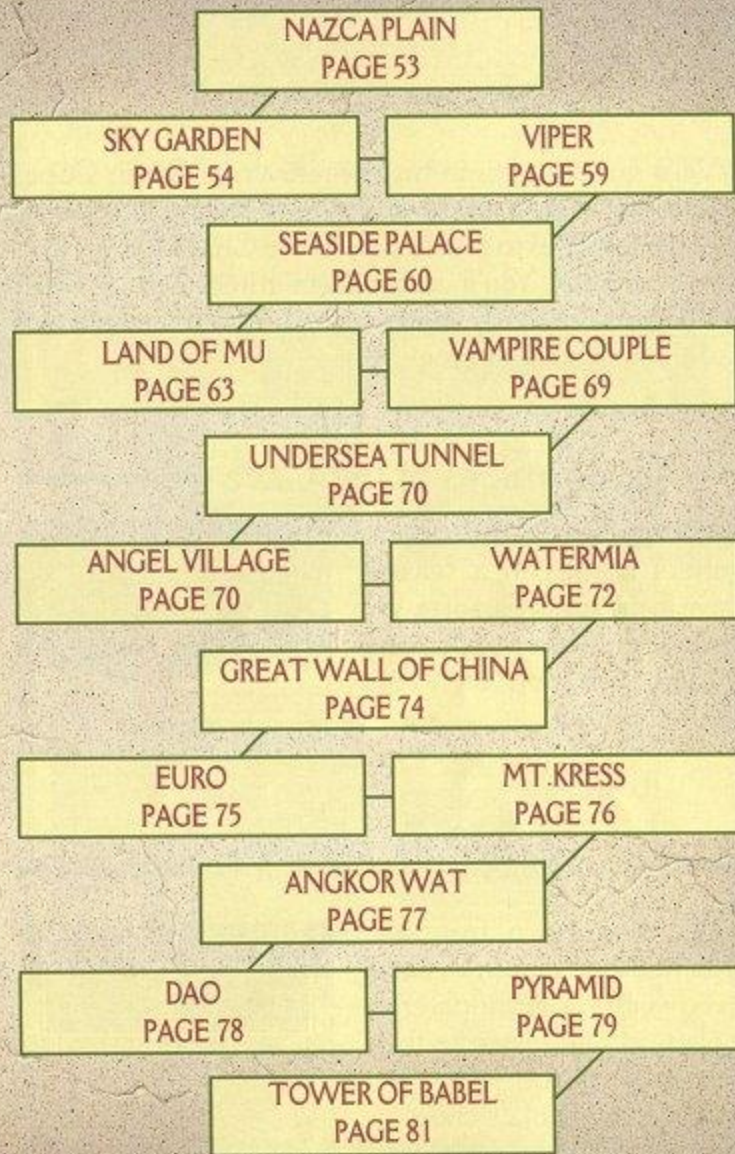 NAZCA PLAIN
PAGE 53
SKY GARDEN
PAGE 54
VIPER
PAGE 59
SEASIDE PALACE
PAGE 60
LAND OF MU
PAGE 63
VAMPIRE COUPLE
PAGE 69
UNDERSEA TUNNEL
PAGE 70
ANGEL VILLAGE
PAGE 70
WATERMIA
PAGE 72
GREAT WALL OF CHINA
PAGE 74
EURO
PAGE 75
MT.KRESS
PAGE 76
ANGKOR WAT
PAGE 77
DAO
PAGE 78
PYRAMID
PAGE 79
TOWER OF BABEL
PAGE 81